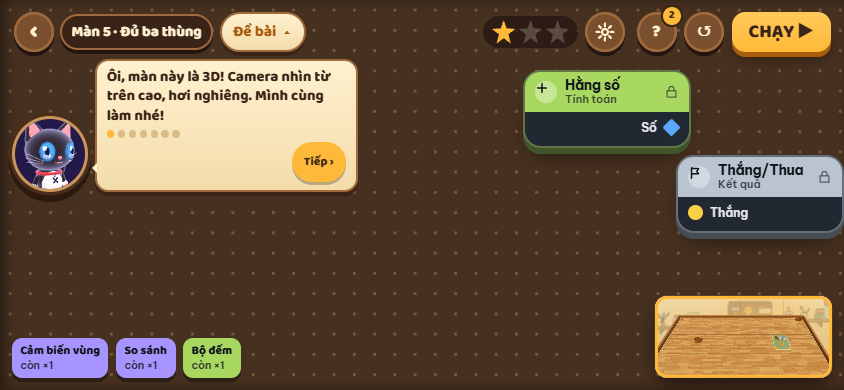 Màn 5 · Đủ ba thùng
Đề bài
2
?
CHẠY
Ôi, màn này là 3D! Camera nhìn từ
trên cao, hơi nghiêng. Mình cùng
làm nhé!
Tiếp ›
Hằng số
Tính toán
Số
Thắng/Thua
Kết quả
Thắng
Cảm biến vùng
còn ×1
So sánh
còn ×1
Bộ đếm
còn ×1